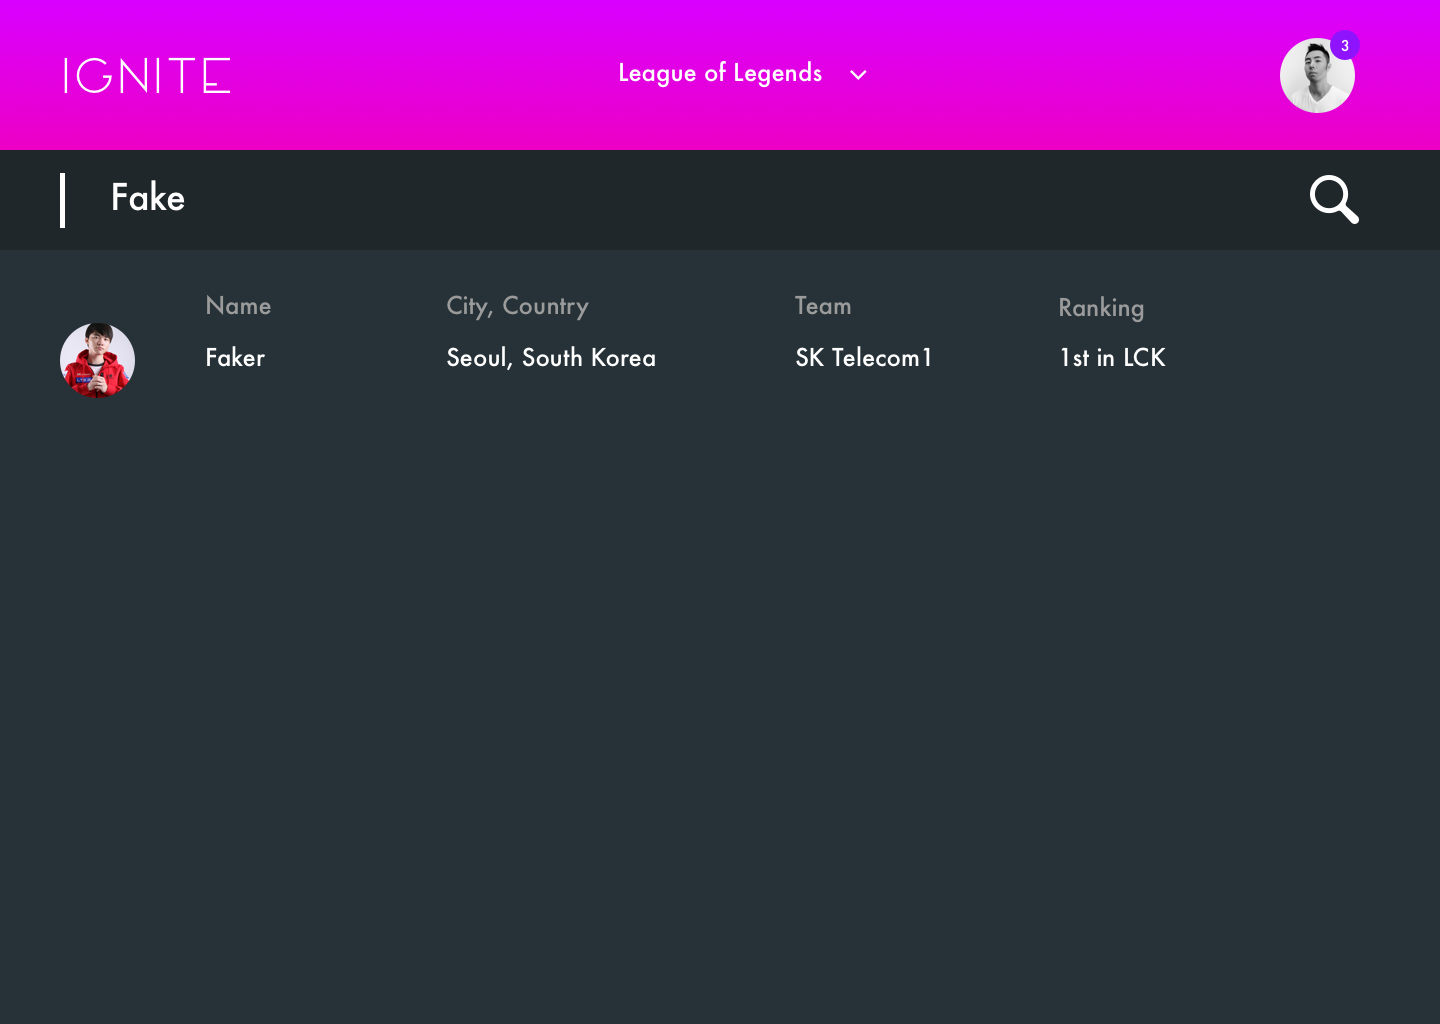 IGNITE
League of Legends
3
Fake
Name City, Country Team Ranking
Faker Seoul, South Korea SK Telecom1 1st in LCK